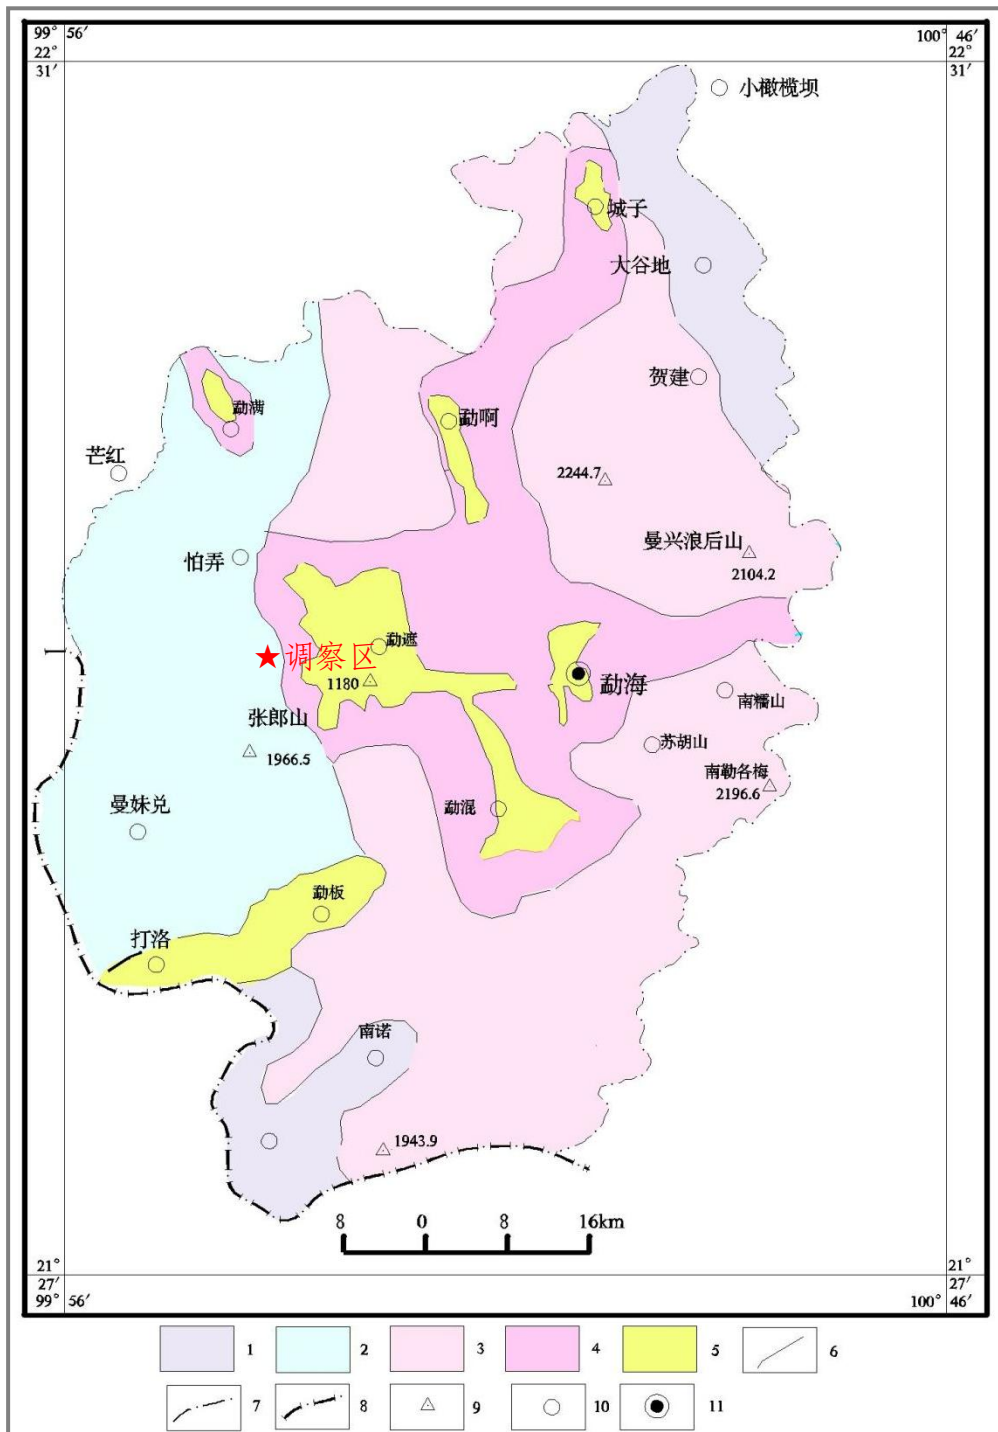 99° 56′
100° 46′
22°
22°
31′
31′
小橄榄坝
城子
大谷地
贺建
勐满
勐啊
芒红
2244.7
曼兴浪后山
2104.2
怕弄
勐遮
★调察区
1180
勐海
南糯山
张郎山
1966.5
苏胡山
南勒各梅
2196.6
曼妹兑
勐混
勐板
打洛
南诺
1943.9
8 0 8 16km
21°
21°
27′
27′
99° 56′
100° 46′
1 2 3 4 5 6
7 8 9 10 11